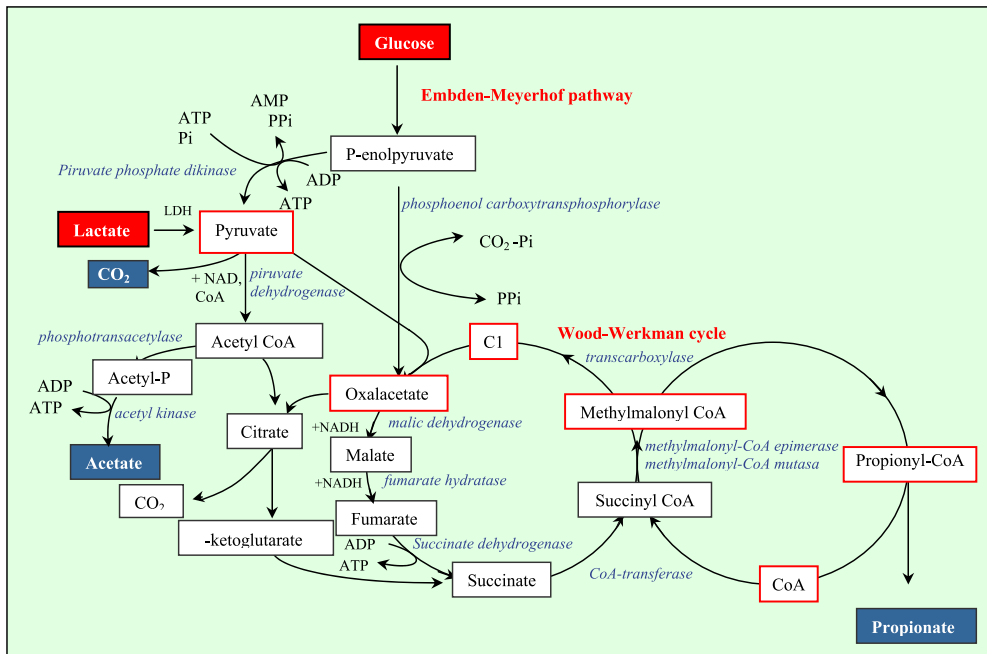 Glucose
Embden-Meyerhof pathway
AMP
PPi
ATP
Pi
P-enolpyruvate
Piruvate phosphate dikinase
ADP
ATP
phosphoenol carboxytransphosphorylase
LDH
Lactate
Pyruvate
CO2-Pi
CO2
+ NAD,
CoA
piruvate
dehydrogenase
PPi
Wood-Werkman cycle
phosphotransacetylase
Acetyl CoA
C1
transcarboxylase
Acetyl-P
ADP
ATP
acetyl kinase
Oxalacetate
Methylmalonyl CoA
Citrate
+NADH
malic dehydrogenase
Acetate
Malate
methylmalonyl-CoA epimerase
methylmalonyl-CoA mutasa
Propionyl-CoA
+NADH
fumarate hydratase
CO2
Succinyl CoA
Fumarate
-ketoglutarate
ADP
ATP
Succinate dehydrogenase
Succinate
CoA-transferase
CoA
Propionate